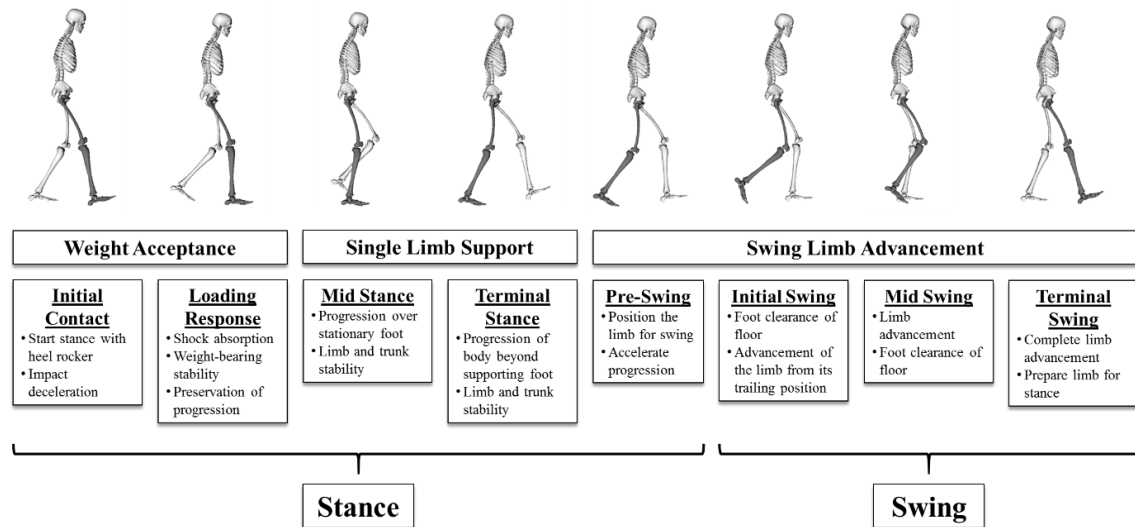 Weight Acceptance
Single Limb Support
Swing Limb Advancement
Initial
Contact
• Start stance with
heel rocker
• Impact
deceleration
Loading
Response
• Shock absorption
• Weight-bearing
stability
• Preservation of
progression
Mid Stance
• Progression over
stationary foot
• Limb and trunk
stability
Terminal
Stance
• Progression of
body beyond
supporting foot
• Limb and trunk
stability
Pre-Swing
• Position the
limb for swing
• Accelerate
progression
Initial Swing
• Foot clearance of
floor
• Advancement of
the limb from its
trailing position
Mid Swing
• Limb
advancement
• Foot clearance of
floor
Terminal
Swing
• Complete limb
advancement
• Prepare limb for
stance
Stance
Swing